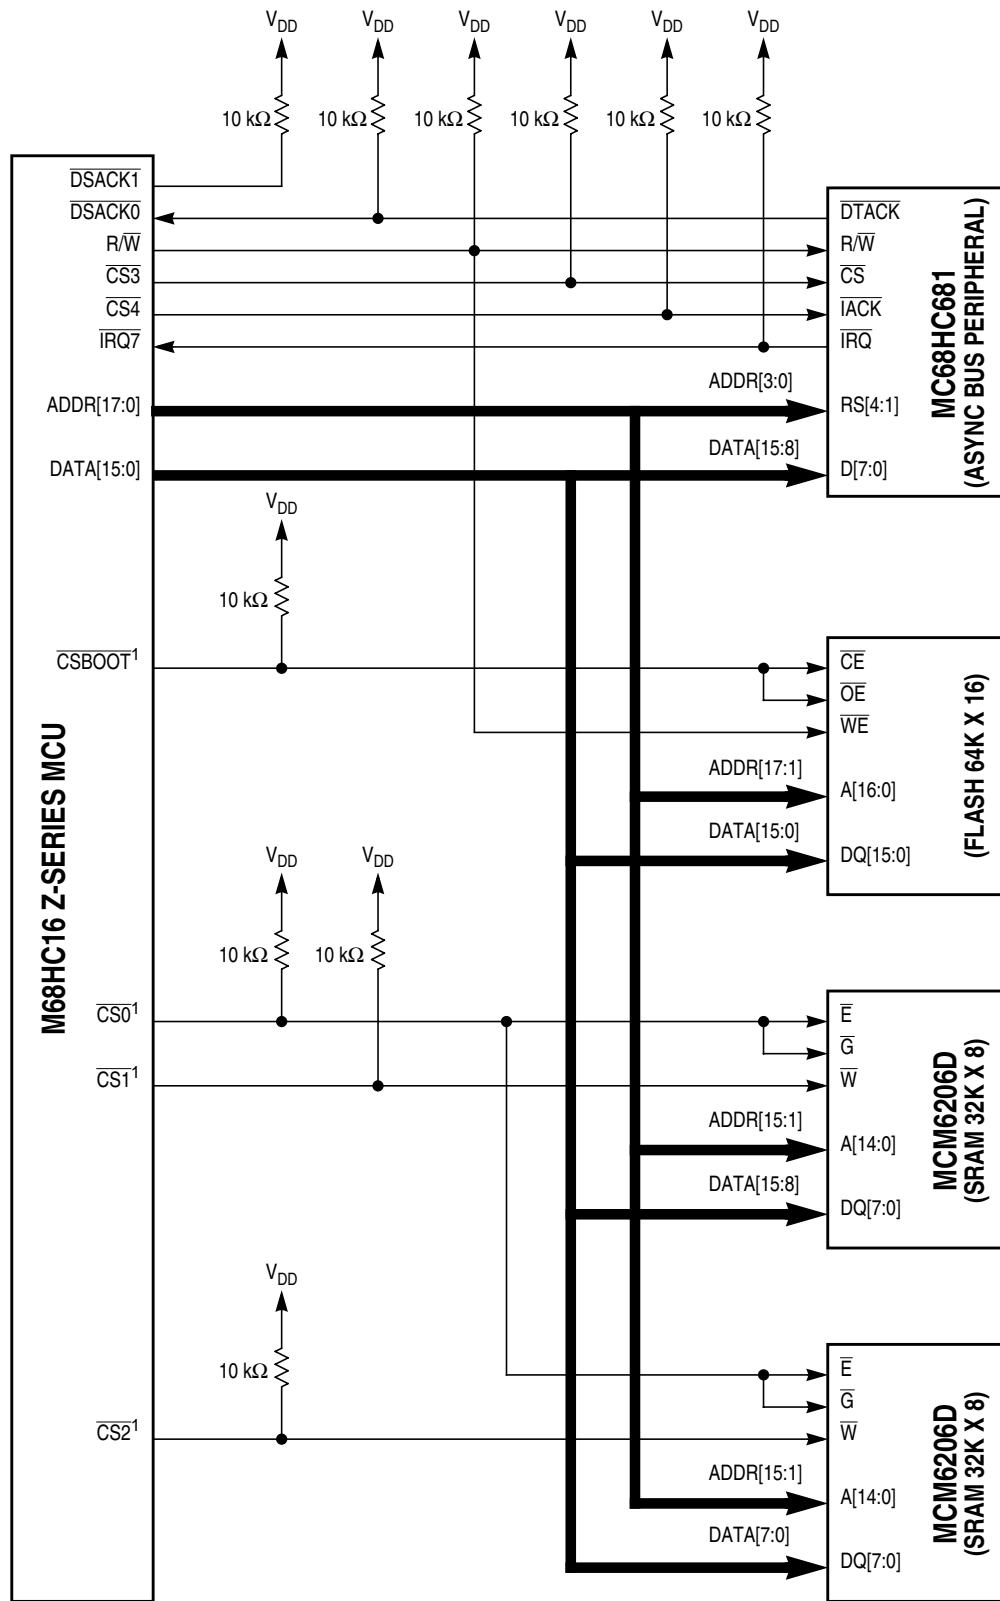 VDD VDD VDD VDD VDD VDD
10 kΩ 10 kΩ 10 kΩ 10 kΩ 10 kΩ 10 kΩ
M68HC16 Z-SERIES MCU
DSACK1
DSACK0
R/W
CS3
CS4
IRQ7
ADDR[17:0]
DATA[15:0]
ADDR[3:0]
DATA[15:8]
DTACK
R/W
CS
IACK
IRQ
RS[4:1]
D[7:0]
MC68HC681
(ASYNC BUS PERIPHERAL)
VDD
10 kΩ
CSBOOT1
CE
OE
WE
ADDR[17:1]
A[16:0]
DATA[15:0]
DQ[15:0]
(FLASH 64K X 16)
VDD VDD
10 kΩ 10 kΩ
CS01
CS11
E
G
W
ADDR[15:1]
A[14:0]
DATA[15:8]
DQ[7:0]
MCM6206D
(SRAM 32K X 8)
VDD
10 kΩ
CS21
E
G
W
ADDR[15:1]
A[14:0]
DATA[7:0]
DQ[7:0]
MCM6206D
(SRAM 32K X 8)